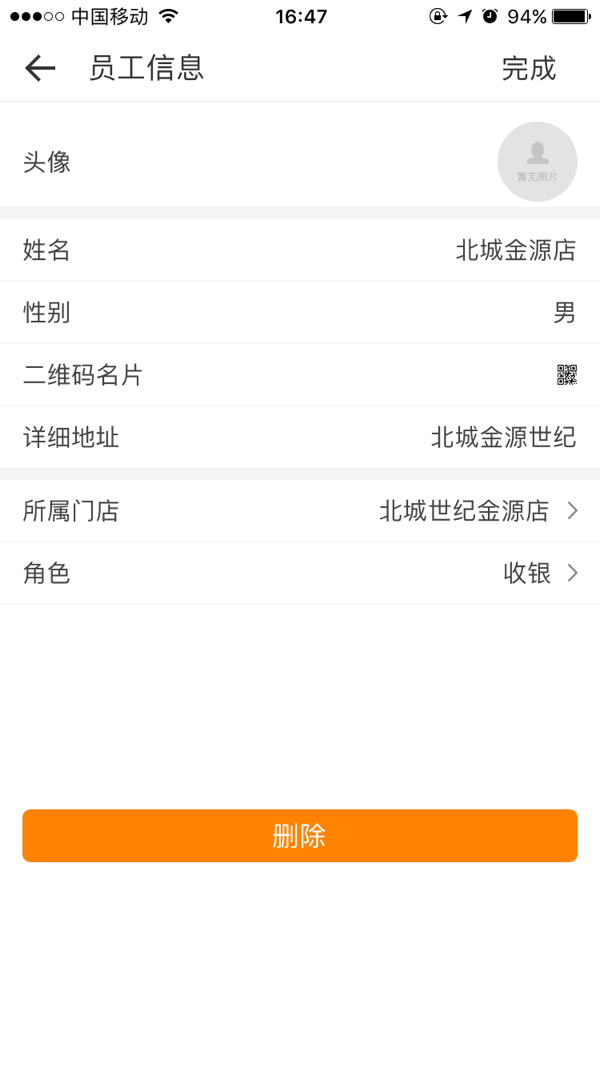 中国移动 16:47 94%
员工信息 完成
头像
暂无图片
姓名 北城金源店
性别 男
二维码名片
详细地址 北城金源世纪
所属门店 北城世纪金源店
角色 收银
删除